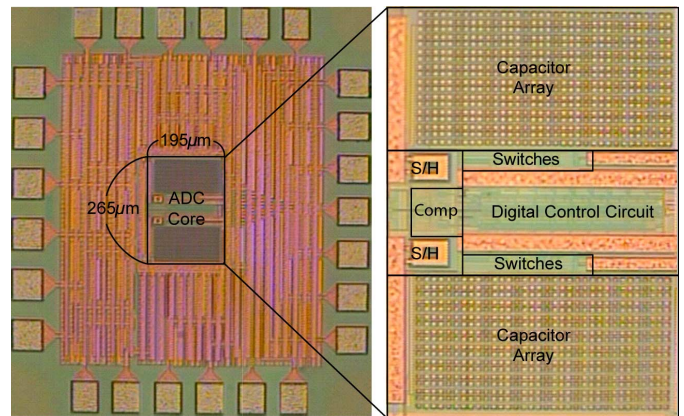 195µm
265µm
ADC
Core
Capacitor
Array
S/H
Switches
Comp
Digital Control Circuit
S/H
Switches
Capacitor
Array